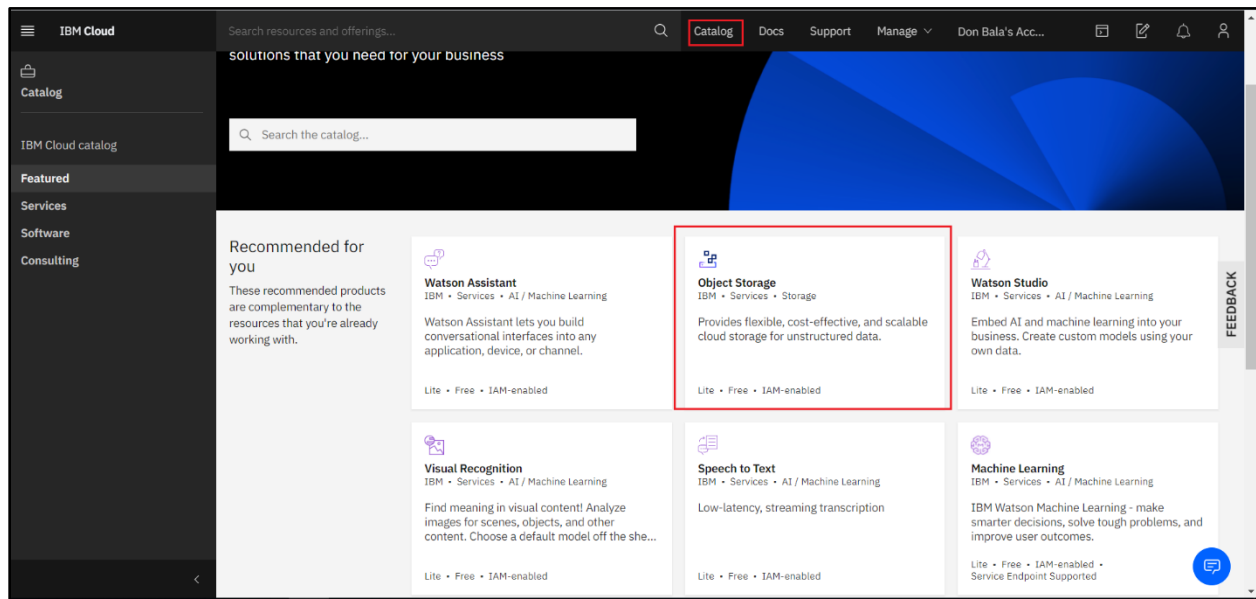 IBM Cloud
Search resources and offerings...
Catalog
Docs
Support
Manage
Don Bala's Acc...
Catalog
IBM Cloud catalog
Featured
Services
Software
Consulting
solutions that you need for your business
Search the catalog...
Recommended for
you
These recommended products
are complementary to the
resources that you're already
working with.
Watson Assistant
IBM • Services • AI / Machine Learning
Watson Assistant lets you build
conversational interfaces into any
application, device, or channel.
Lite • Free • IAM-enabled
Object Storage
IBM • Services • Storage
Provides flexible, cost-effective, and scalable
cloud storage for unstructured data.
Lite • Free • IAM-enabled
Watson Studio
IBM • Services • AI / Machine Learning
Embed AI and machine learning into your
business. Create custom models using your
own data.
Lite • Free • IAM-enabled
Visual Recognition
IBM • Services • AI / Machine Learning
Find meaning in visual content! Analyze
images for scenes, objects, and other
content. Choose a default model off the she...
Lite • Free • IAM-enabled
Speech to Text
IBM • Services • AI / Machine Learning
Low-latency, streaming transcription
Lite • Free • IAM-enabled
Machine Learning
IBM • Services • AI / Machine Learning
IBM Watson Machine Learning - make
smarter decisions, solve tough problems, and
improve user outcomes.
Lite • Free • IAM-enabled •
Service Endpoint Supported
FEEDBACK